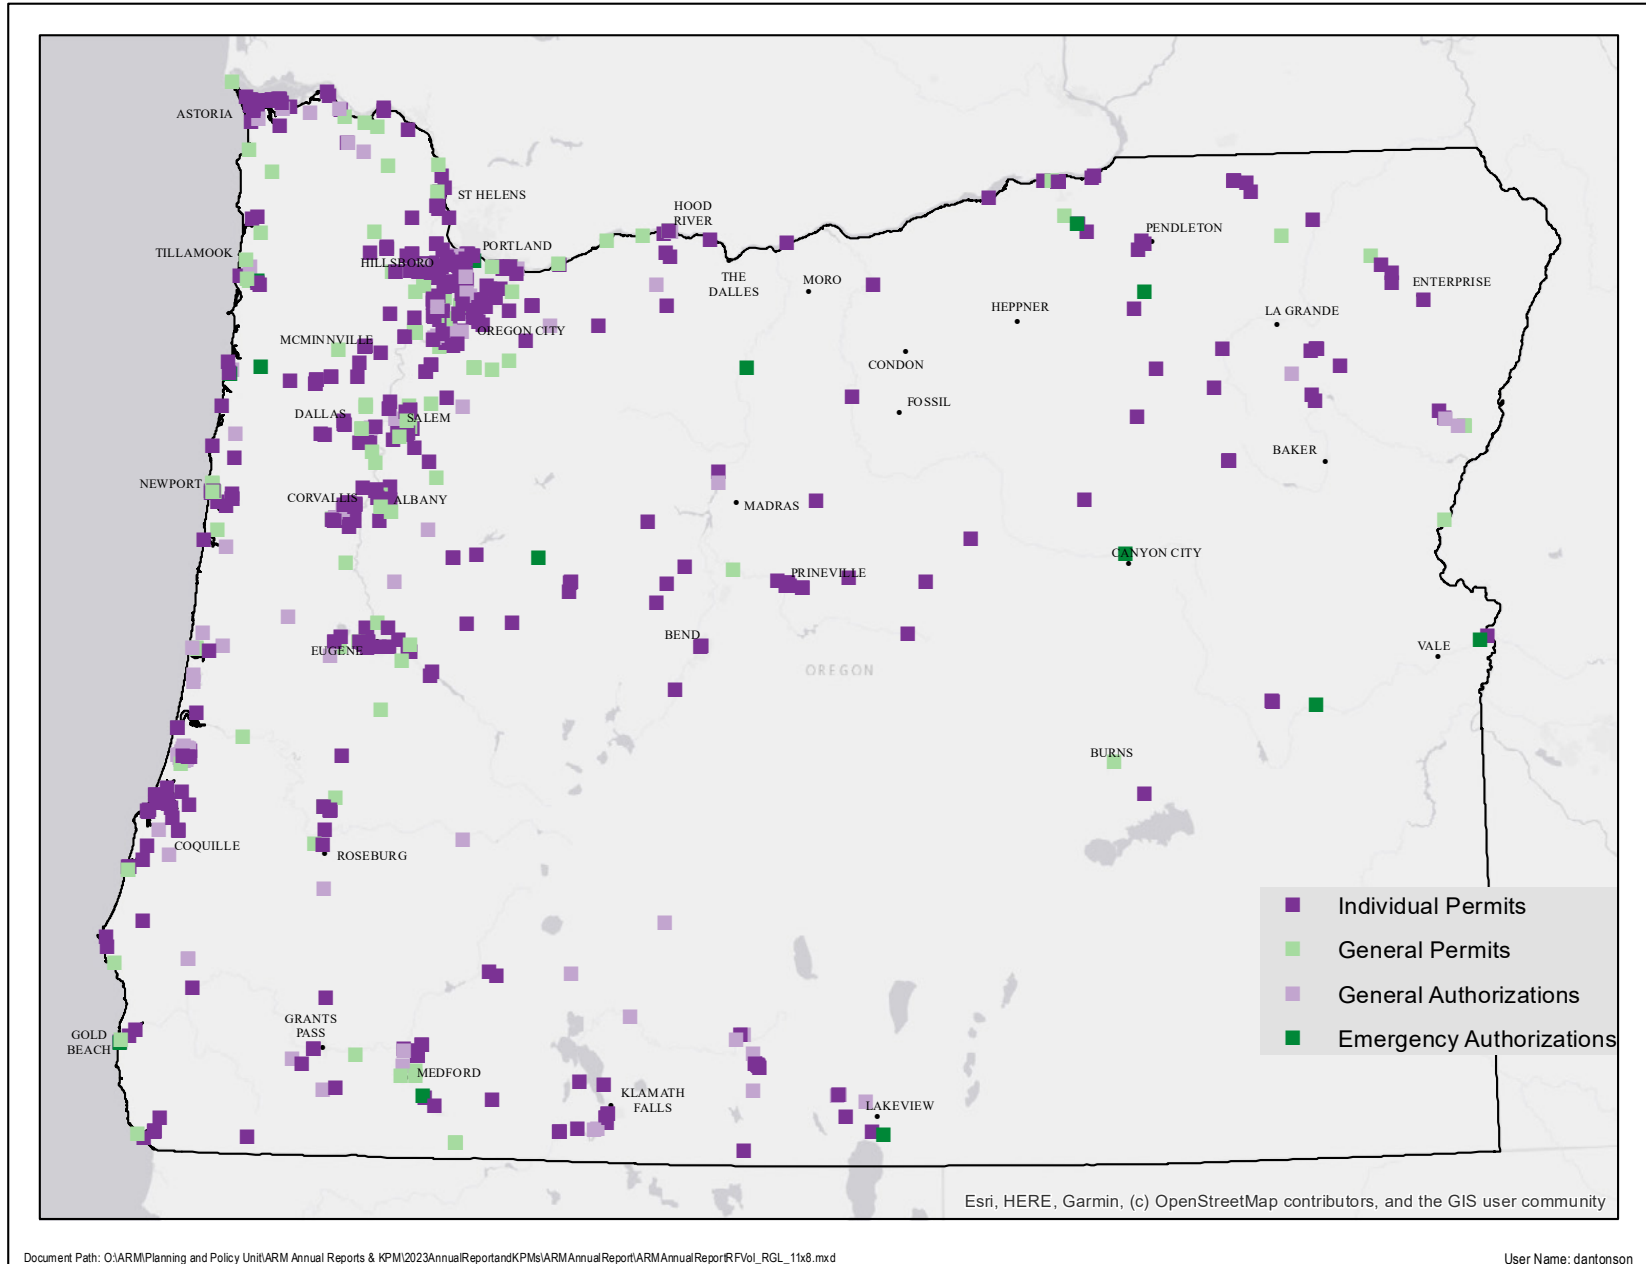 ASTORIA
ST HELENS
HOOD
RIVER
PENDLETON
TILLAMOOK
PORTLAND
HILLSBORO
THE
DALLES
MORO
ENTERPRISE
HEPPNER
LA GRANDE
OREGON CITY
MCMINNVILLE
CONDON
FOSSIL
DALLAS
SALEM
BAKER
NEWPORT
CORVALLIS
ALBANY
MADRAS
CANYON CITY
PRINEVILLE
BEND
EUGENE
VALE
OREGON
BURNS
COQUILLE
ROSEBURG
Individual Permits
General Permits
General Authorizations
Emergency Authorizations
GRANTS
PASS
GOLD
BEACH
MEDFORD
KLAMATH
FALLS
LAKEVIEW
Esri, HERE, Garmin, (c) OpenStreetMap contributors, and the GIS user community
Document Path: O:\ARM\Planning and Policy Unit\ARM Annual Reports & KPM\2023AnnualReportandKPMs\ARMAnnualReport\ARMAnnualReportRFVol_RGL_11x8.mxd
User Name: dantonson